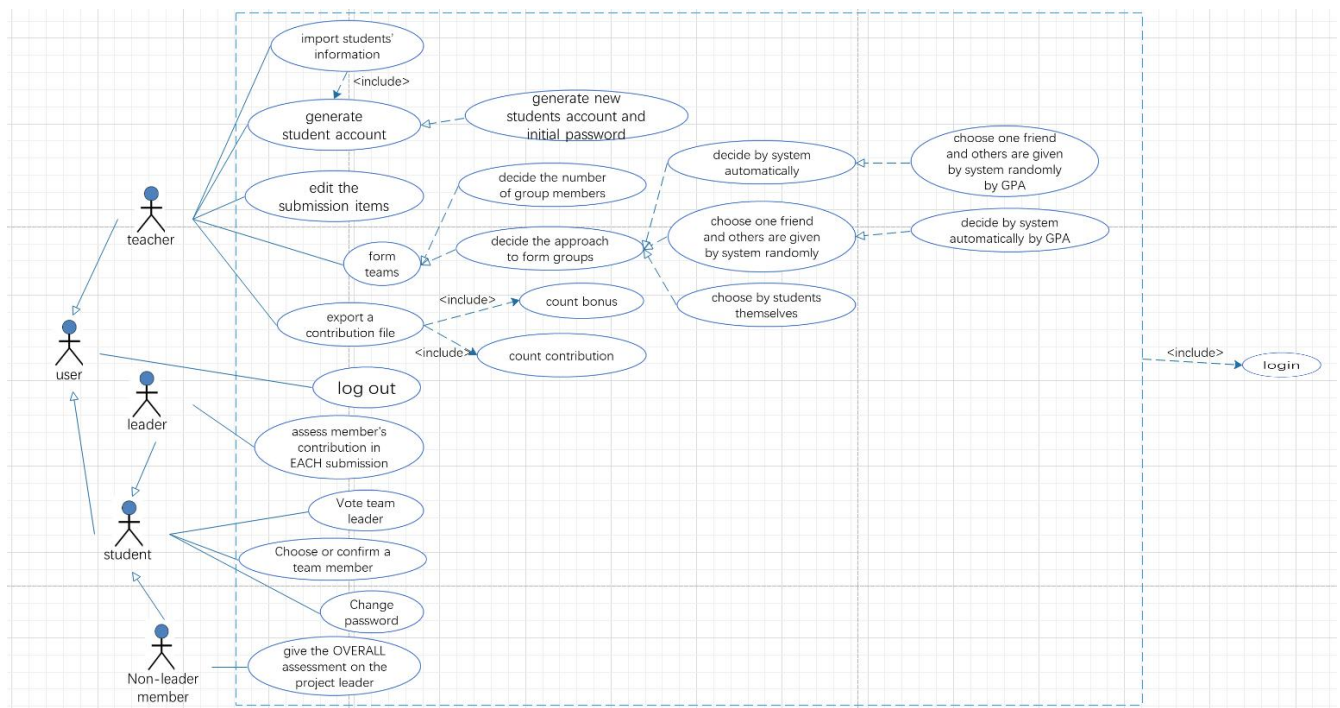 import students'
information
<include>
generate
student account
generate new
students account and
initial password
edit the
submission items
decide the number
of group members
decide by system
automatically
choose one friend
and others are given
by system randomly
by GPA
teacher
form
teams
decide the approach
to form groups
choose one friend
and others are given
by system randomly
decide by system
automatically by GPA
export a
contribution file
<include>
count bonus
choose by students
themselves
<include>
count contribution
<include>
login
user
log out
leader
assess member's
contribution in
EACH submission
Vote team
leader
student
Choose or confirm a
team member
Change
password
Non-leader
member
give the OVERALL
assessment on the
project leader